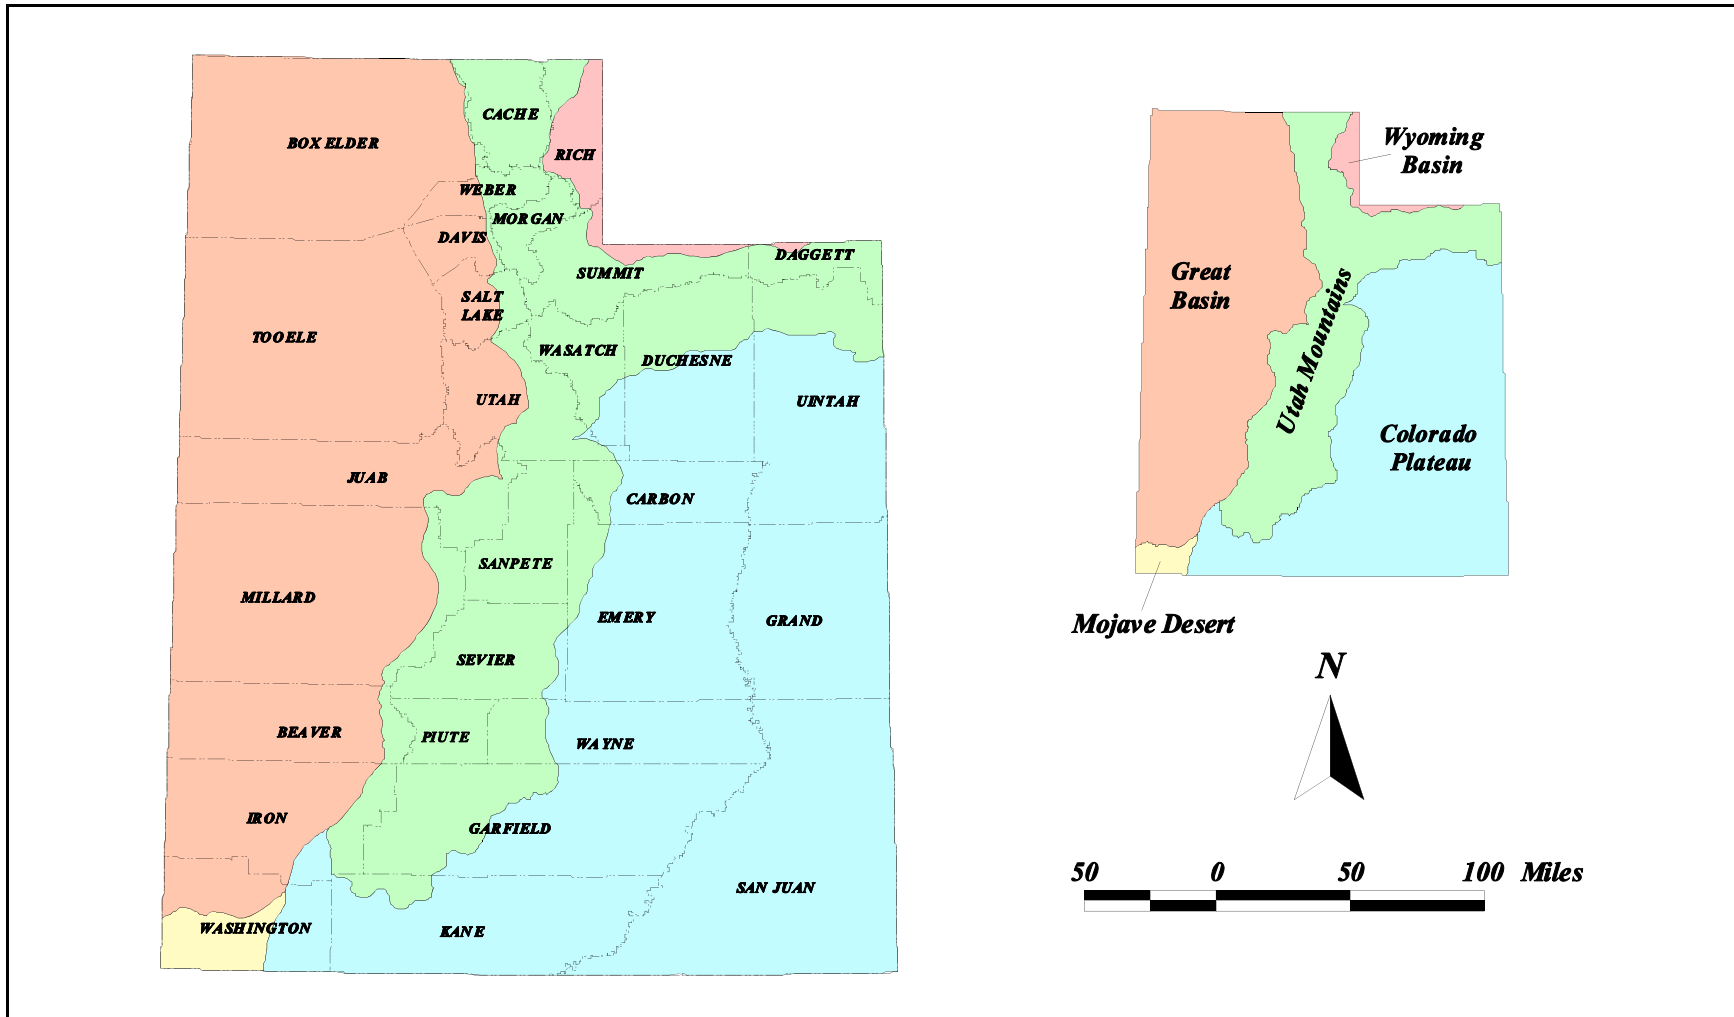 CACHE
BOX ELDER
RICH
WEBER
MORGAN
DAVIS
DAGGETT
SUMMIT
SALT
LAKE
TOOELE
WASATCH
DUCHESNE
UTAH
UINTAH
JUAB
CARBON
SANPETE
MILLARD
EMERY
GRAND
SEVIER
BEAVER
PIUTE
WAYNE
IRON
GARFIELD
SAN JUAN
WASHINGTON
KANE
Wyoming
Basin
Great
Basin
Utah Mountains
Colorado
Plateau
Mojave Desert
N
50 0 50 100 Miles